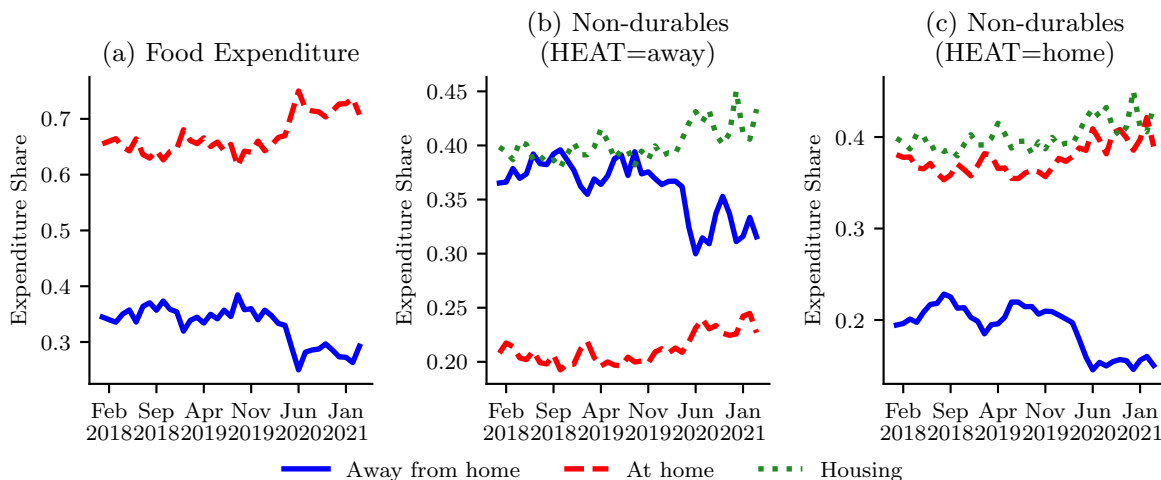 (a) Food Expenditure
Expenditure Share
0.7
0.6
0.5
0.4
0.3
Feb Sep Apr Nov Jun Jan
2018 2018 2019 2019 2020 2021
(b) Non-durables
(HEAT=away)
Expenditure Share
0.45
0.40
0.35
0.30
0.25
0.20
Feb Sep Apr Nov Jun Jan
2018 2018 2019 2019 2020 2021
(c) Non-durables
(HEAT=home)
Expenditure Share
0.4
0.3
0.2
Feb Sep Apr Nov Jun Jan
2018 2018 2019 2019 2020 2021
Away from home At home Housing